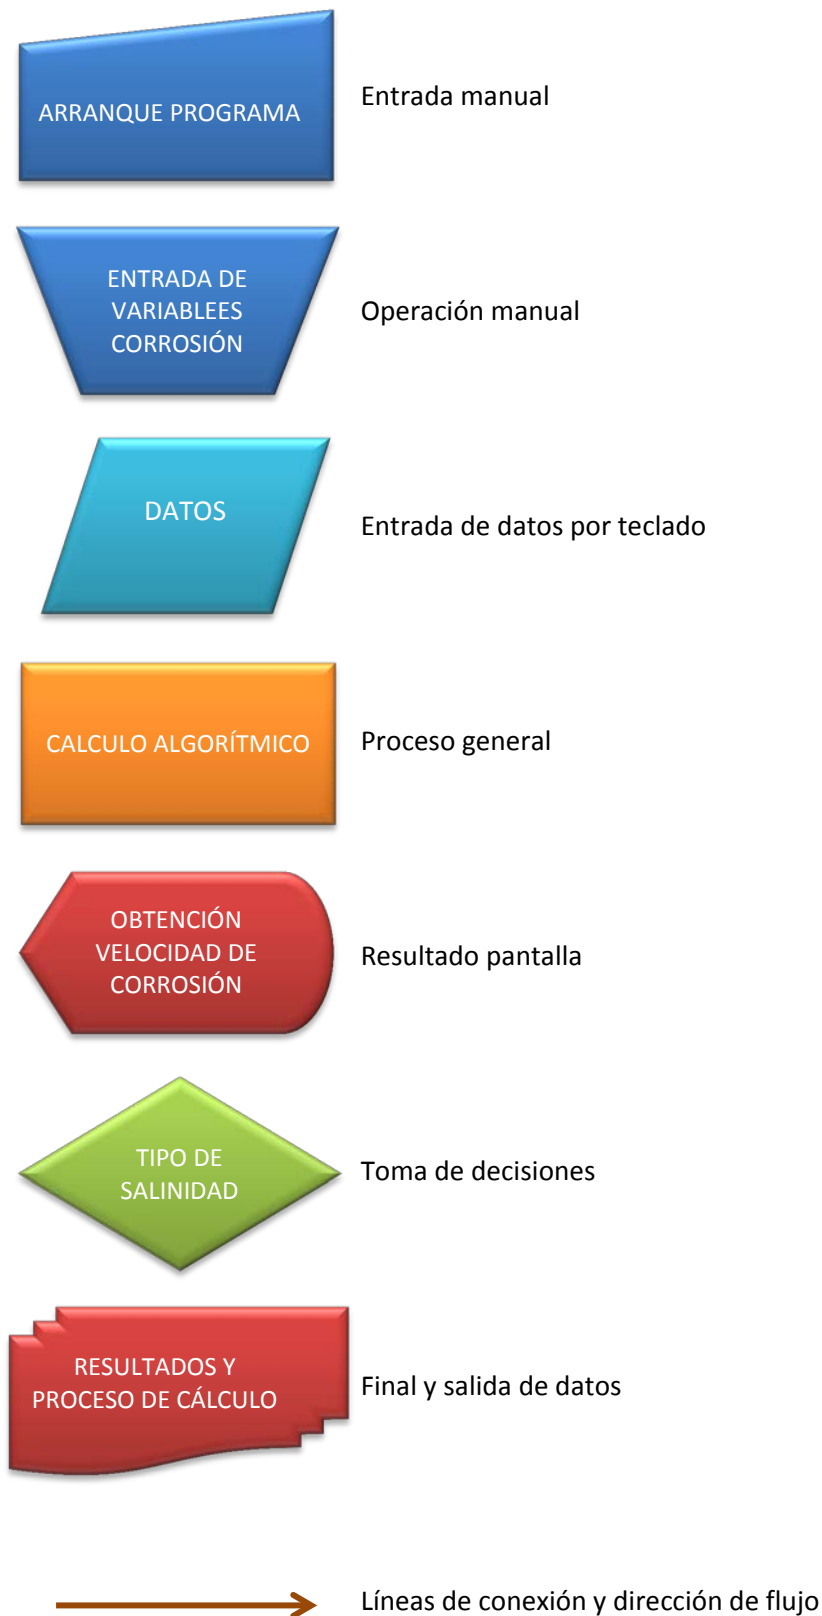 ARRANQUE PROGRAMA
Entrada manual
ENTRADA DE
VARIABLEES
CORROSIÓN
Operación manual
DATOS
Entrada de datos por teclado
CALCULO ALGORÍTMICO
Proceso general
OBTENCIÓN
VELOCIDAD DE
CORROSIÓN
Resultado pantalla
TIPO DE
SALINIDAD
Toma de decisiones
RESULTADOS Y
PROCESO DE CÁLCULO
Final y salida de datos
Líneas de conexión y dirección de flujo